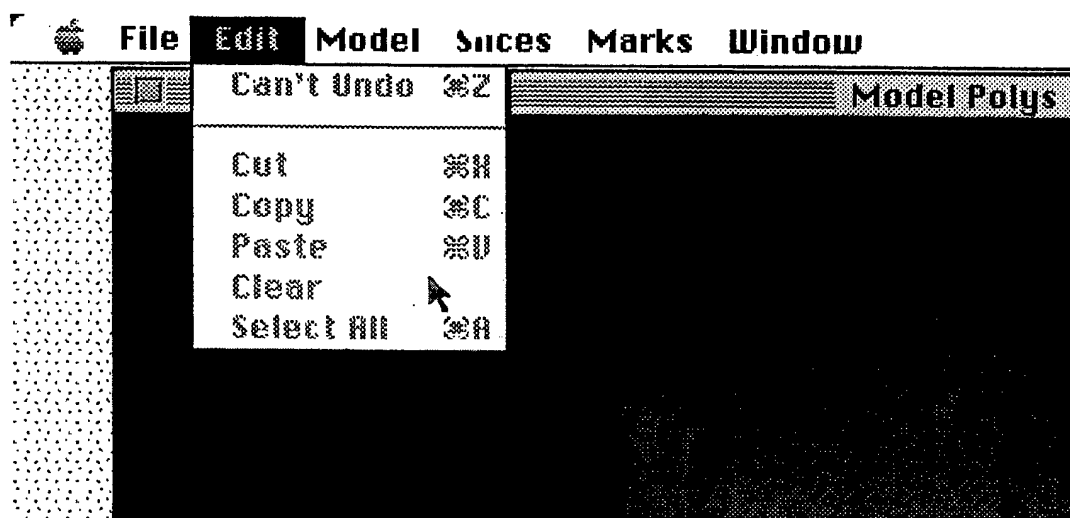 File Edit Model Slices Marks Window
Model Polys
Can't Undo ⌘Z
Cut ⌘X
Copy ⌘C
Paste ⌘V
Clear
Select All ⌘A